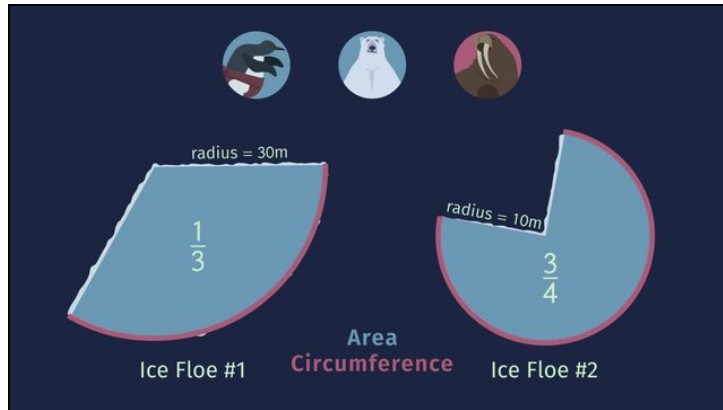 radius = 30m
1
3
radius = 10m
3
4
Area
Circumference
Ice Floe #1
Ice Floe #2